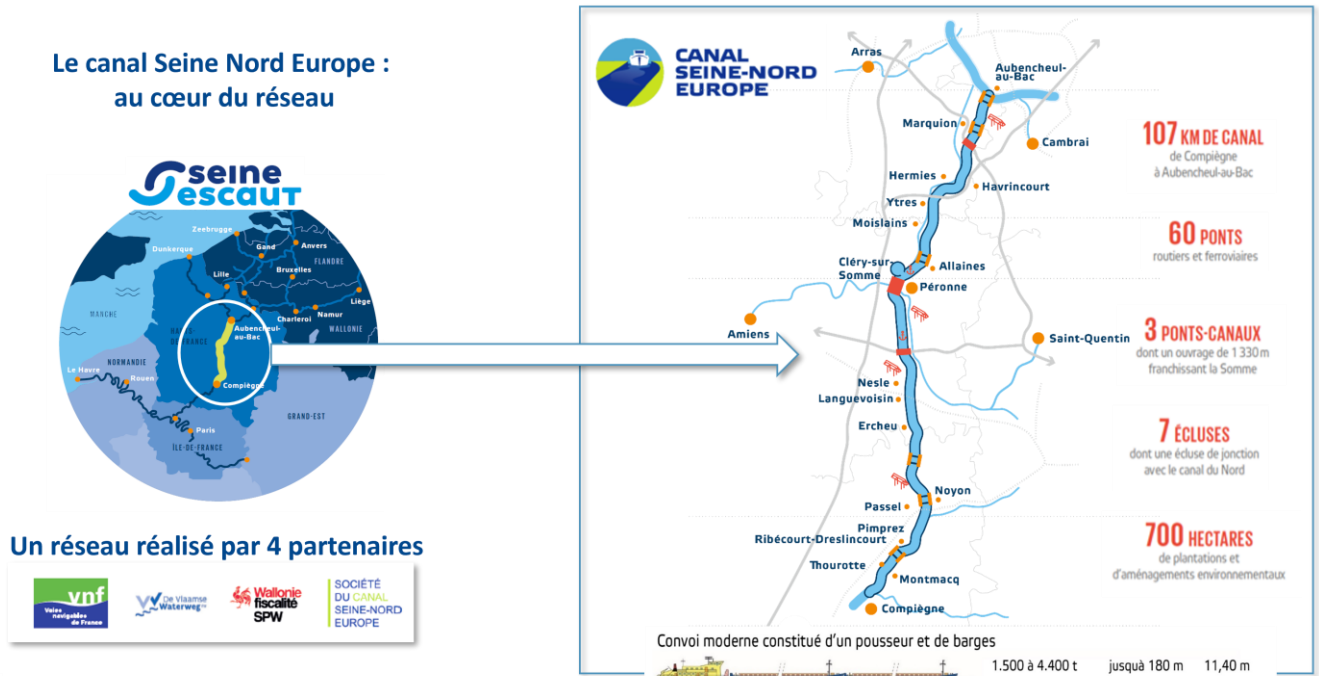 Le canal Seine Nord Europe :
au cœur du réseau
seine
escaut
Zeebrugge
Dunkerque
Gand
Anvers
FLANDRE
Lille
Bruxelles
Liège
Namur
Charleroi
WALLONIE
MANCHE
Aubencheul-
au-Bac
HAUTS-
DE-FRANCE
NORMANDIE
Le Havre
Rouen
Compiègne
GRAND-EST
Paris
ÎLE-DE-FRANCE
Un réseau réalisé par 4 partenaires
vnf
Voies
navigables
de France
De Vlaamse
Waterweg
Wallonie
fiscalité
SPW
SOCIÉTÉ
DU CANAL
SEINE-NORD
EUROPE
CANAL
SEINE-NORD
EUROPE
Arras
Aubencheul-
au-Bac
Marquion
Cambrai
Hermies
Havrincourt
Ytres
Moislains
Cléry-sur-
Somme
Allaines
Péronne
Amiens
Saint-Quentin
Nesle
Languevoisin
Ercheu
Noyon
Passel
Pimprez
Ribécourt-Dreslincourt
Thourotte
Montmacq
Compiègne
107 KM DE CANAL
de Compiègne
à Aubencheul-au-Bac
60 PONTS
routiers et ferroviaires
3 PONTS-CANAUX
dont un ouvrage de 1 330 m
franchissant la Somme
7 ÉCLUSES
dont une écluse de jonction
avec le canal du Nord
700 HECTARES
de plantations et
d'aménagements environnementaux
Convoi moderne constitué d'un pousseur et de barges
1.500 à 4.400 t jusquà 180 m 11,40 m